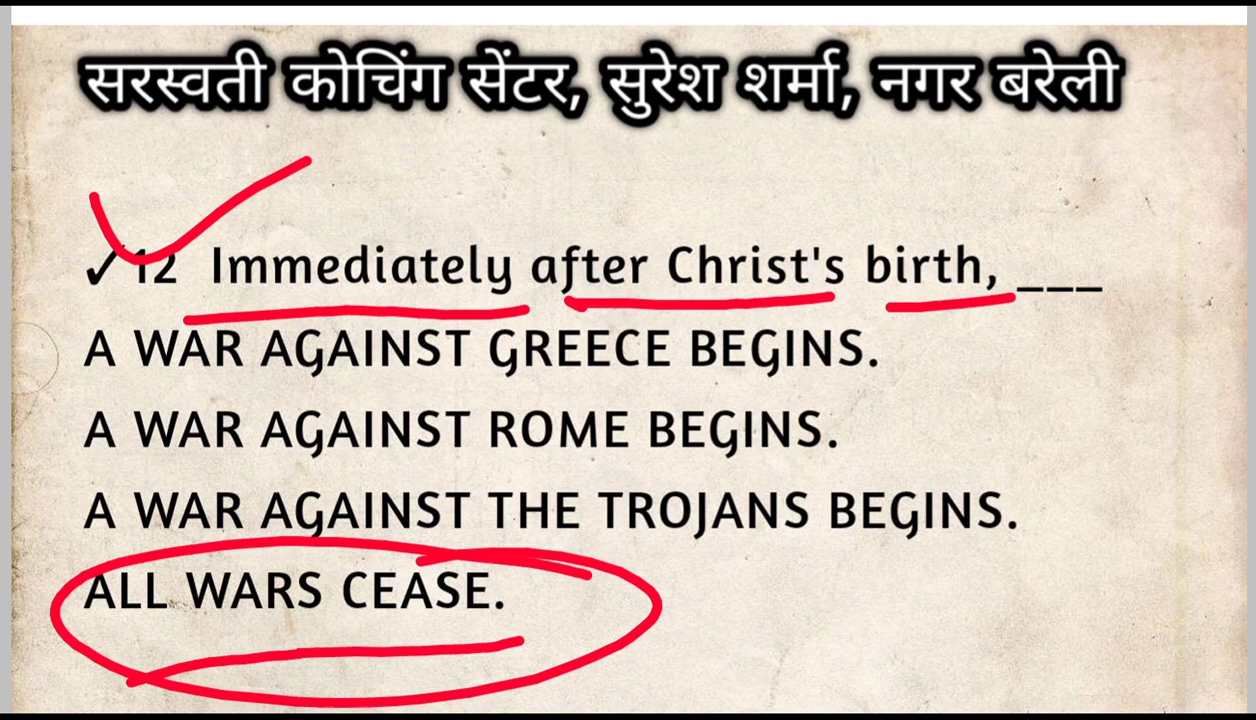 सरस्वती कोचिंग सेंटर, सुरेश शर्मा, नगर बरेली
✓12 Immediately after Christ's birth, ___
A WAR AGAINST GREECE BEGINS.
A WAR AGAINST ROME BEGINS.
A WAR AGAINST THE TROJANS BEGINS.
ALL WARS CEASE.